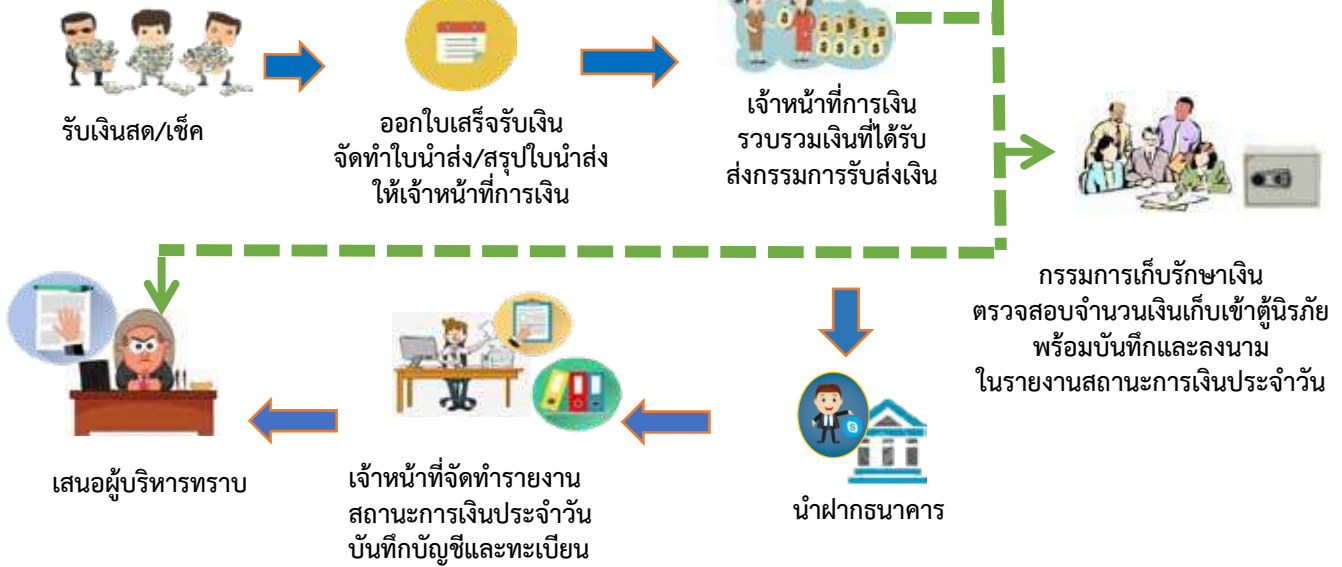 รับเงินสด/เช็ค
ออกใบเสร็จรับเงิน
จัดทำใบนำส่ง/สรุปใบนำส่ง
ให้เจ้าหน้าที่การเงิน
เจ้าหน้าที่การเงิน
รวบรวมเงินที่ได้รับ
ส่งกรรมการรับส่งเงิน
กรรมการเก็บรักษาเงิน
ตรวจสอบจำนวนเงินเก็บเข้าตู้นิรภัย
พร้อมบันทึกและลงนาม
ในรายงานสถานะการเงินประจำวัน
นำฝากธนาคาร
เจ้าหน้าที่จัดทำรายงาน
สถานะการเงินประจำวัน
บันทึกบัญชีและทะเบียน
เสนอผู้บริหารทราบ